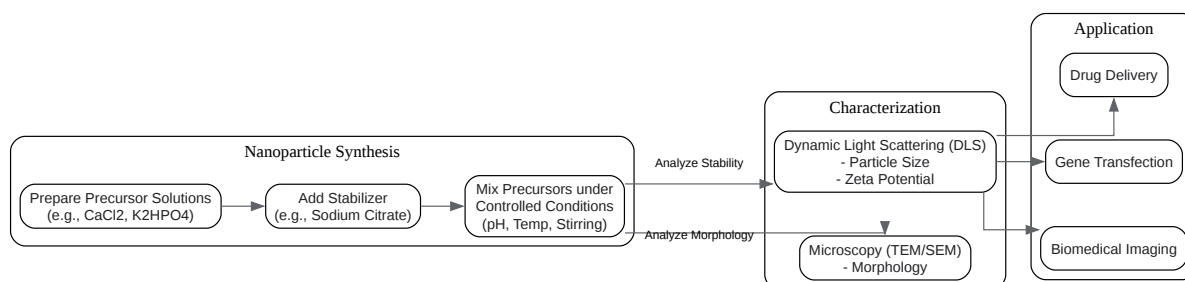 Nanoparticle Synthesis
Prepare Precursor Solutions
(e.g., CaCl2, K2HPO4)
Add Stabilizer
(e.g., Sodium Citrate)
Mix Precursors under
Controlled Conditions
(pH, Temp, Stirring)
Analyze Stability
Analyze Morphology
Characterization
Dynamic Light Scattering (DLS)
- Particle Size
- Zeta Potential
Microscopy (TEM/SEM)
- Morphology
Application
Drug Delivery
Gene Transfection
Biomedical Imaging